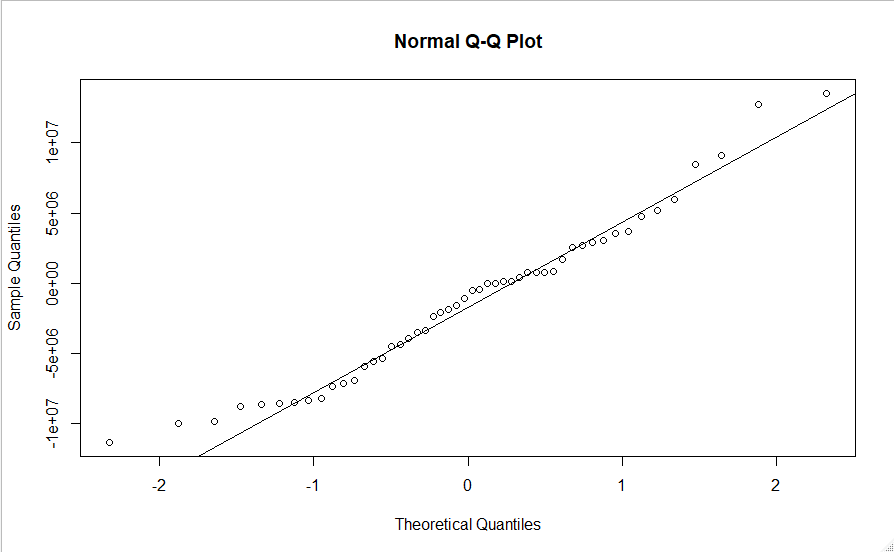 Normal Q-Q Plot
Sample Quantiles
1e+07
5e+06
0e+00
-5e+06
-1e+07
-2
-1
0
1
2
Theoretical Quantiles